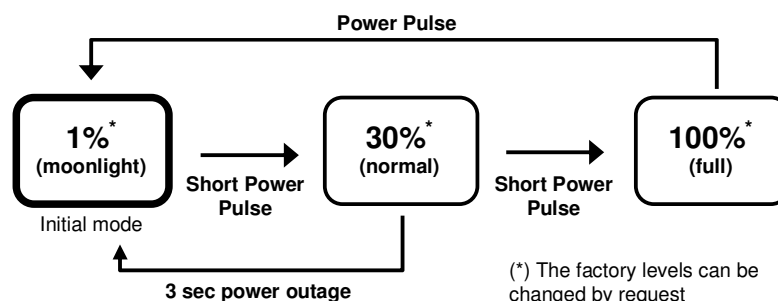 Power Pulse
1%*
(moonlight)
Initial mode
Short Power
Pulse
30%*
(normal)
Short Power
Pulse
100%*
(full)
3 sec power outage
(*) The factory levels can be
changed by request